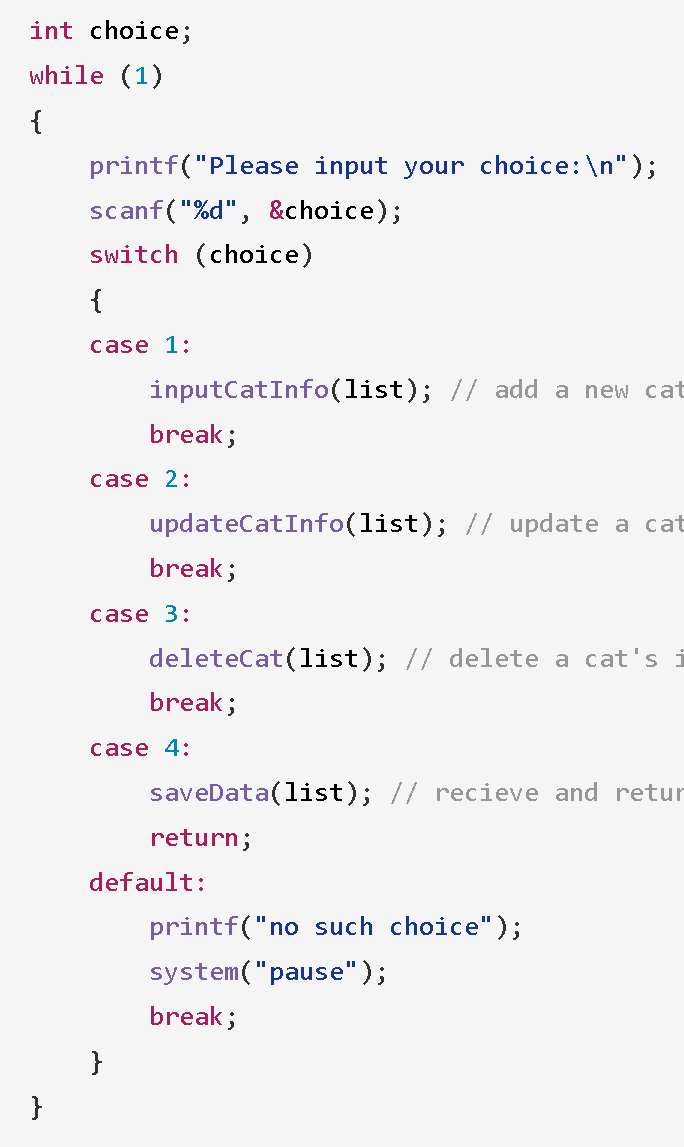 int choice;
while (1)
{
    printf("Please input your choice:\n");
    scanf("%d", &choice);
    switch (choice)
    {
    case 1:
        inputCatInfo(list); // add a new cat
        break;
    case 2:
        updateCatInfo(list); // update a cat
        break;
    case 3:
        deleteCat(list); // delete a cat's i
        break;
    case 4:
        saveData(list); // recieve and retur
        return;
    default:
        printf("no such choice");
        system("pause");
        break;
    }
}